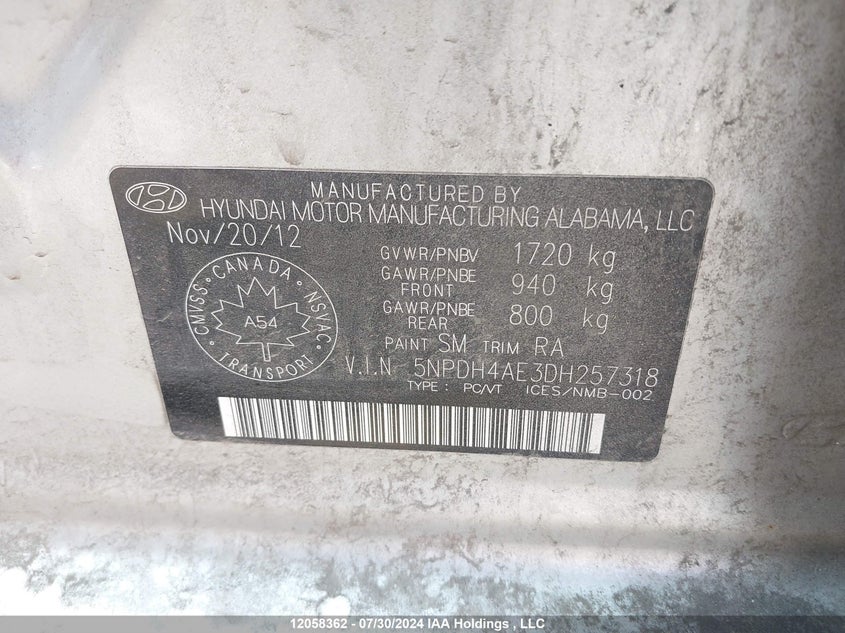 MANUFACTURED BY
HYUNDAI MOTOR MANUFACTURING ALABAMA, LLC
Nov/20/12
GVWR/PNBV 1720 kg
GAWR/PNBE FRONT 940 kg
GAWR/PNBE REAR 800 kg
CANADA
CMVSS NSVAC
A54
TRANSPORT
PAINT SM TRIM RA
V.I.N 5NPDH4AE3DH257318
TYPE : PC/VT ICES/NMB-002
12058362 - 07/30/2024 IAA Holdings , LLC